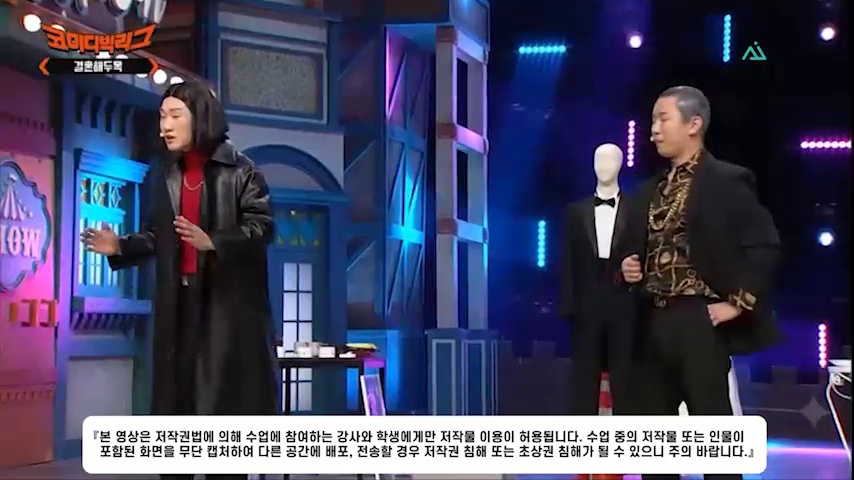 코미디빅리그
결혼해두목
『본 영상은 저작권법에 의해 수업에 참여하는 강사와 학생에게만 저작물 이용이 허용됩니다. 수업 중의 저작물 또는 인물이
포함된 화면을 무단 캡처하여 다른 공간에 배포, 전송할 경우 저작권 침해 또는 초상권 침해가 될 수 있으니 주의 바랍니다.』